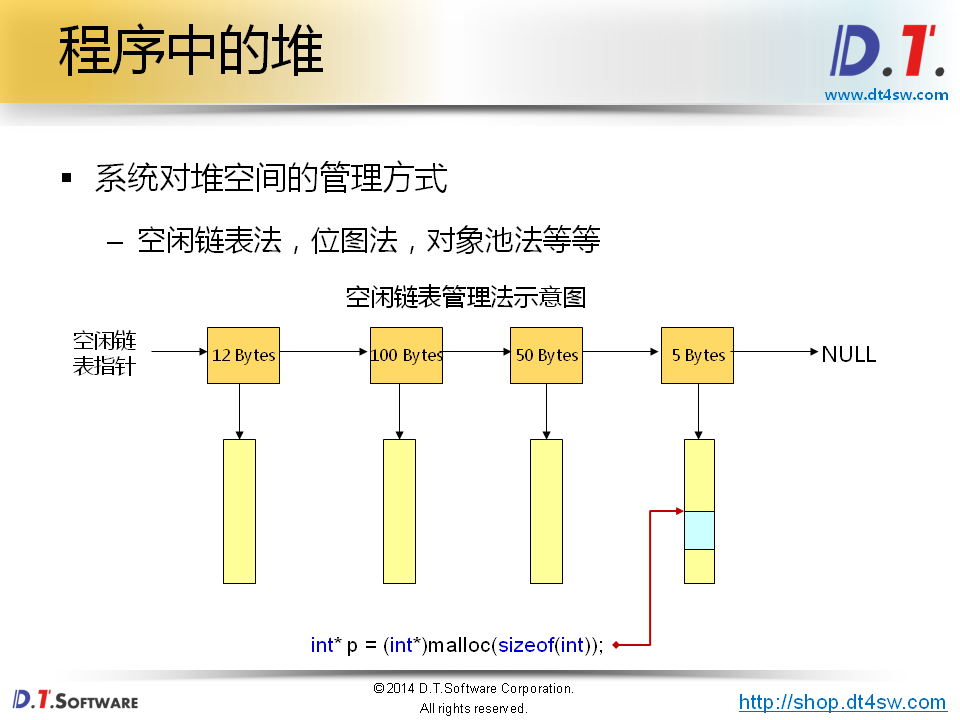 程序中的堆
D.T.
www.dt4sw.com
▪ 系统对堆空间的管理方式
– 空闲链表法，位图法，对象池法等等
空闲链表管理法示意图
空闲链
表指针
12 Bytes
100 Bytes
50 Bytes
5 Bytes
NULL
int* p = (int*)malloc(sizeof(int));
D.T.SOFTWARE
©2014 D.T.Software Corporation.
All rights reserved.
http://shop.dt4sw.com